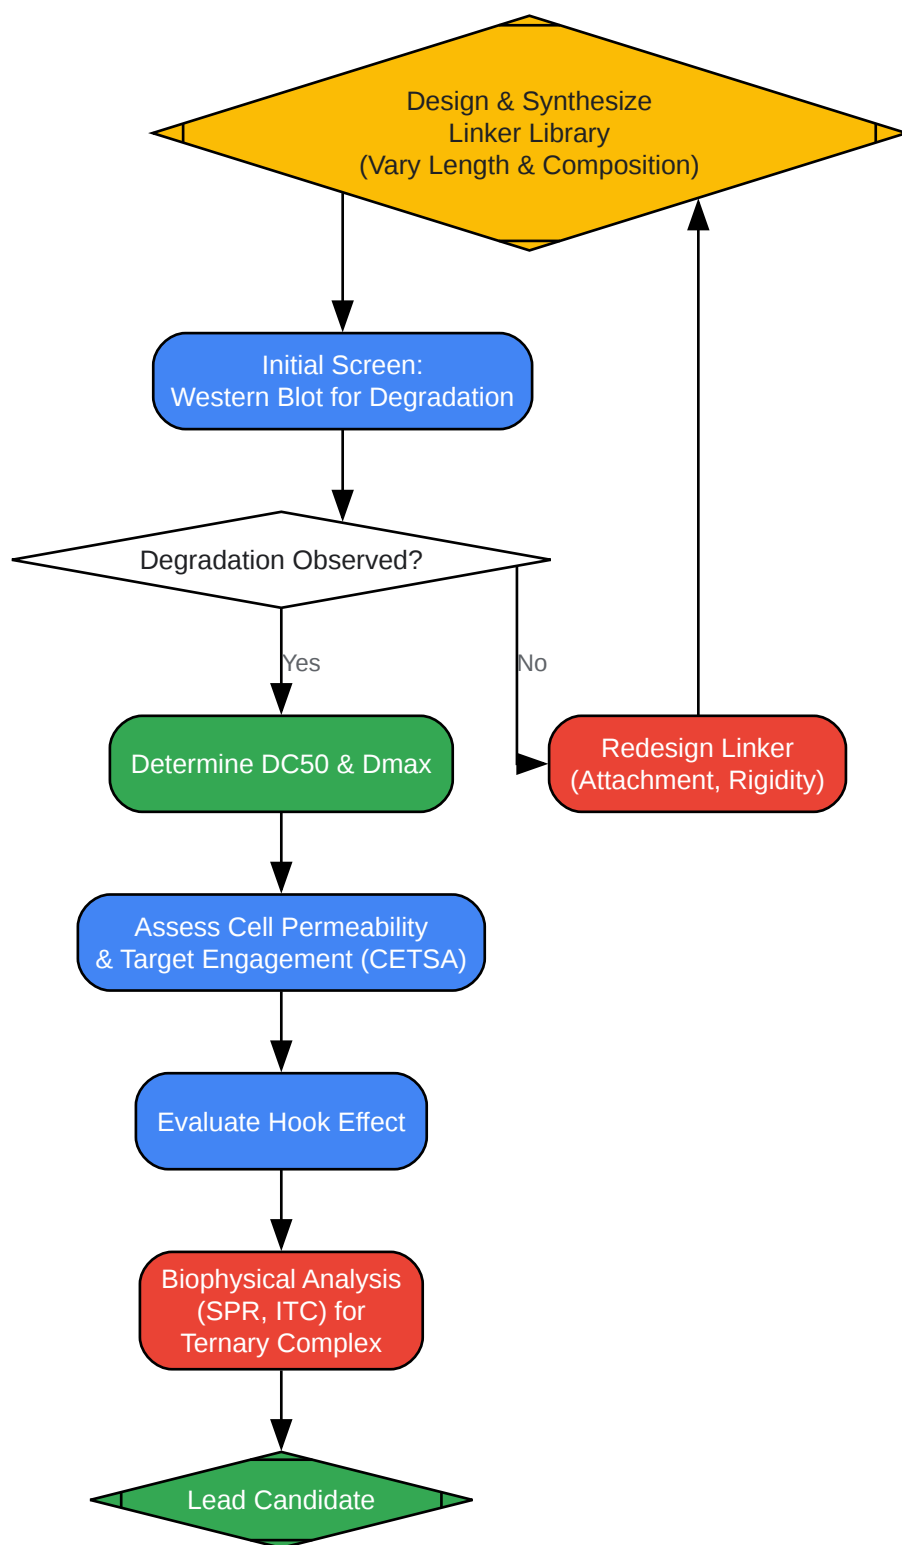 Design & Synthesize
Linker Library
(Vary Length & Composition)
Initial Screen:
Western Blot for Degradation
Degradation Observed?
Yes
No
Determine DC50 & Dmax
Redesign Linker
(Attachment, Rigidity)
Assess Cell Permeability
& Target Engagement (CETSA)
Evaluate Hook Effect
Biophysical Analysis
(SPR, ITC) for
Ternary Complex
Lead Candidate